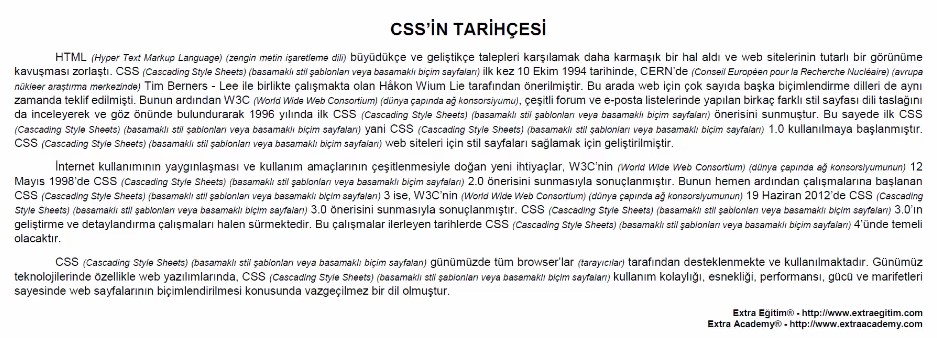 CSS'İN TARİHÇESİ
HTML (Hyper Text Markup Language) (zengin metin işaretleme dili) büyüdükçe ve geliştikçe talepleri karşılamak daha karmaşık bir hal aldı ve web sitelerinin tutarlı bir görünüme
kavuşması zorlaştı. CSS (Cascading Style Sheets) (basamaklı stil şablonları veya basamaklı biçim sayfaları) ilk kez 10 Ekim 1994 tarihinde, CERN'de (Conseil Européen pour la Recherche Nucléaire) (avrupa
nükleer araştırma merkezinde) Tim Berners - Lee ile birlikte çalışmakta olan Håkon Wium Lie tarafından önerilmiştir. Bu arada web için çok sayıda başka biçimlendirme dilleri de aynı
zamanda teklif edilmişti. Bunun ardından W3C (World Wide Web Consortium) (dünya çapında ağ konsorsiyumu), çeşitli forum ve e-posta listelerinde yapılan birkaç farklı stil sayfası dili taslağını
da inceleyerek ve göz önünde bulundurarak 1996 yılında ilk CSS (Cascading Style Sheets) (basamaklı stil şablonları veya basamaklı biçim sayfaları) önerisini sunmuştur. Bu sayede ilk CSS
(Cascading Style Sheets) (basamaklı stil şablonları veya basamaklı biçim sayfaları) yani CSS (Cascading Style Sheets) (basamaklı stil şablonları veya basamaklı biçim sayfaları) 1.0 kullanılmaya başlanmıştır.
CSS (Cascading Style Sheets) (basamaklı stil şablonları veya basamaklı biçim sayfaları) web siteleri için stil sayfaları sağlamak için geliştirilmiştir.
İnternet kullanımının yaygınlaşması ve kullanım amaçlarının çeşitlenmesiyle doğan yeni ihtiyaçlar, W3C'nin (World Wide Web Consortium) (dünya çapında ağ konsorsiyumunun) 12
Mayıs 1998'de CSS (Cascading Style Sheets) (basamaklı stil şablonları veya basamaklı biçim sayfaları) 2.0 önerisini sunmasıyla sonuçlanmıştır. Bunun hemen ardından çalışmalarına başlanan
CSS (Cascading Style Sheets) (basamaklı stil şablonları veya basamaklı biçim sayfaları) 3 ise, W3C'nin (World Wide Web Consortium) (dünya çapında ağ konsorsiyumunun) 19 Haziran 2012'de CSS (Cascading
Style Sheets) (basamaklı stil şablonları veya basamaklı biçim sayfaları) 3.0 önerisini sunmasıyla sonuçlanmıştır. CSS (Cascading Style Sheets) (basamaklı stil şablonları veya basamaklı biçim sayfaları) 3.0'ın
geliştirme ve detaylandırma çalışmaları halen sürmektedir. Bu çalışmalar ilerleyen tarihlerde CSS (Cascading Style Sheets) (basamaklı stil şablonları veya basamaklı biçim sayfaları) 4'ünde temeli
olacaktır.
CSS (Cascading Style Sheets) (basamaklı stil şablonları veya basamaklı biçim sayfaları) günümüzde tüm browser'lar (tarayıcılar) tarafından desteklenmekte ve kullanılmaktadır. Günümüz
teknolojilerinde özellikle web yazılımlarında, CSS (Cascading Style Sheets) (basamaklı stil şablonları veya basamaklı biçim sayfaları) kullanım kolaylığı, esnekliği, performansı, gücü ve marifetleri
sayesinde web sayfalarının biçimlendirilmesi konusunda vazgeçilmez bir dil olmuştur.
Extra Eğitim® - http://www.extraegitim.com
Extra Academy® - http://www.extraacademy.com